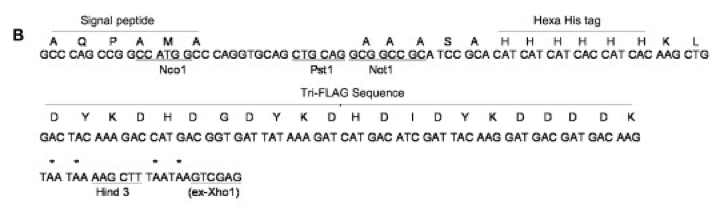 B
Signal peptide
Hexa His tag
A Q P A M A A A A S A H H H H H H K L
GCC CAG CCG GCC ATG GCC CAG GTG CAG CTG CAG GCG GCC GCA TCC GCA CAT CAT CAT CAC CAT CAC AAG CTG
Nco1 Pst1 Not1
Tri-FLAG Sequence
D Y K D H D G D Y K D H D I D Y K D D D D K
GAC TAC AAA GAC CAT GAC GGT GAT TAT AAA GAT CAT GAC ATC GAT TAC AAG GAT GAC GAT GAC AAG
* * * *
TAA TAA AAG CTT TAATAAGTCGAG
Hind 3 (ex-Xho1)